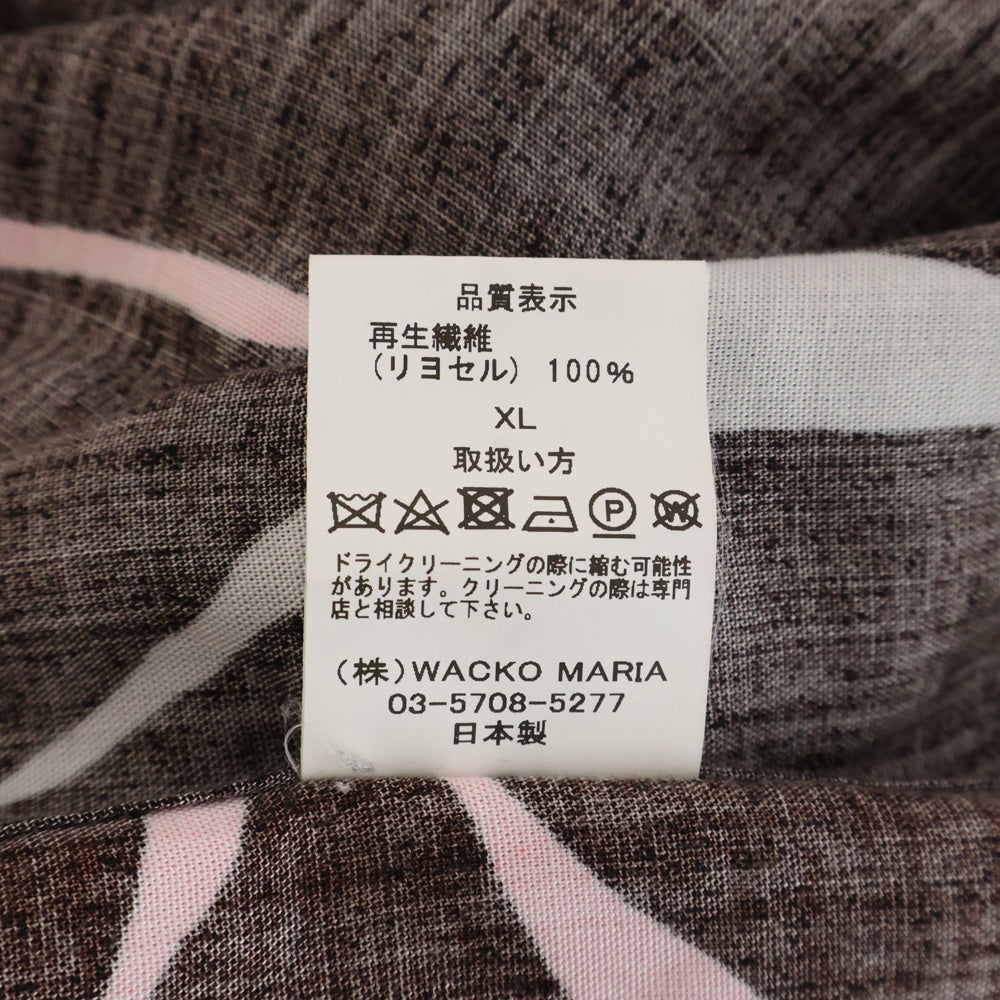 品質表示
再生繊維
(リヨセル) 100%
XL
取扱い方
P W
ドライクリーニングの際に縮む可能性
があります。クリーニングの際は専門
店と相談して下さい。
(株)WACKO MARIA
03-5708-5277
日本製